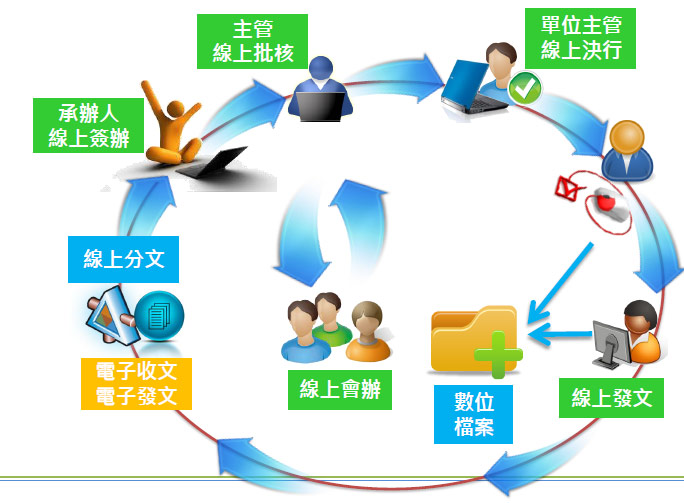 主管
線上批核
單位主管
線上決行
承辦人
線上簽辦
線上分文
電子收文
電子發文
線上會辦
數位
檔案
線上發文